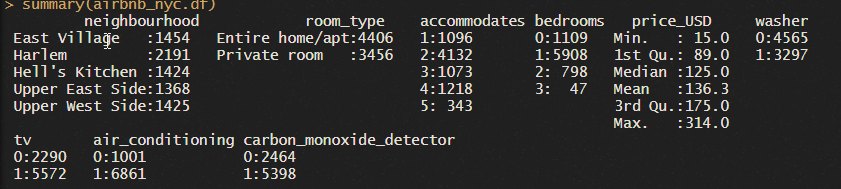 > summary(airbnb_nyc.df)
neighbourhood room_type accommodates bedrooms price_USD washer
East Village :1454 Entire home/apt:4406 1:1096 0:1109 Min. : 15.0 0:4565
Harlem :2191 Private room :3456 2:4132 1:5908 1st Qu.: 89.0 1:3297
Hell's Kitchen :1424 3:1073 2: 798 Median :125.0
Upper East Side:1368 4:1218 3: 47 Mean :136.3
Upper West Side:1425 5: 343 3rd Qu.:175.0
Max. :314.0
tv air_conditioning carbon_monoxide_detector
0:2290 0:1001 0:2464
1:5572 1:6861 1:5398